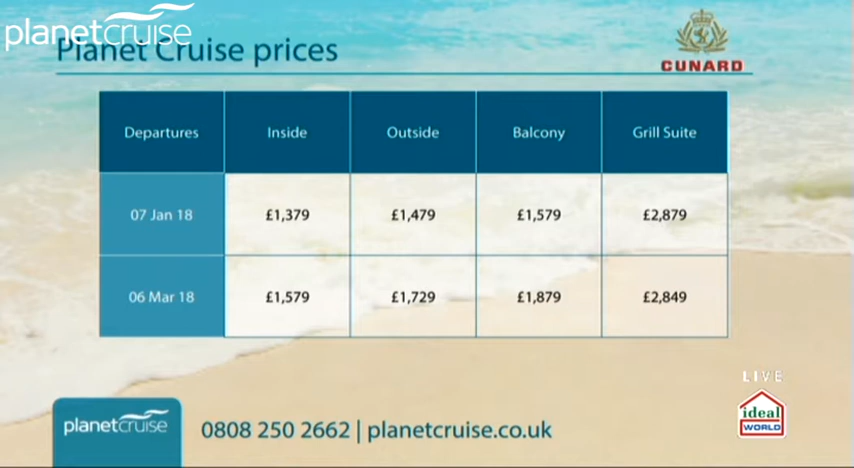 planetcruise
Planet Cruise prices
CUNARD
Departures Inside Outside Balcony Grill Suite
07 Jan 18 £1,379 £1,479 £1,579 £2,879
06 Mar 18 £1,579 £1,729 £1,879 £2,849
LIVE
ideal
WORLD
planetcruise
0808 250 2662 | planetcruise.co.uk